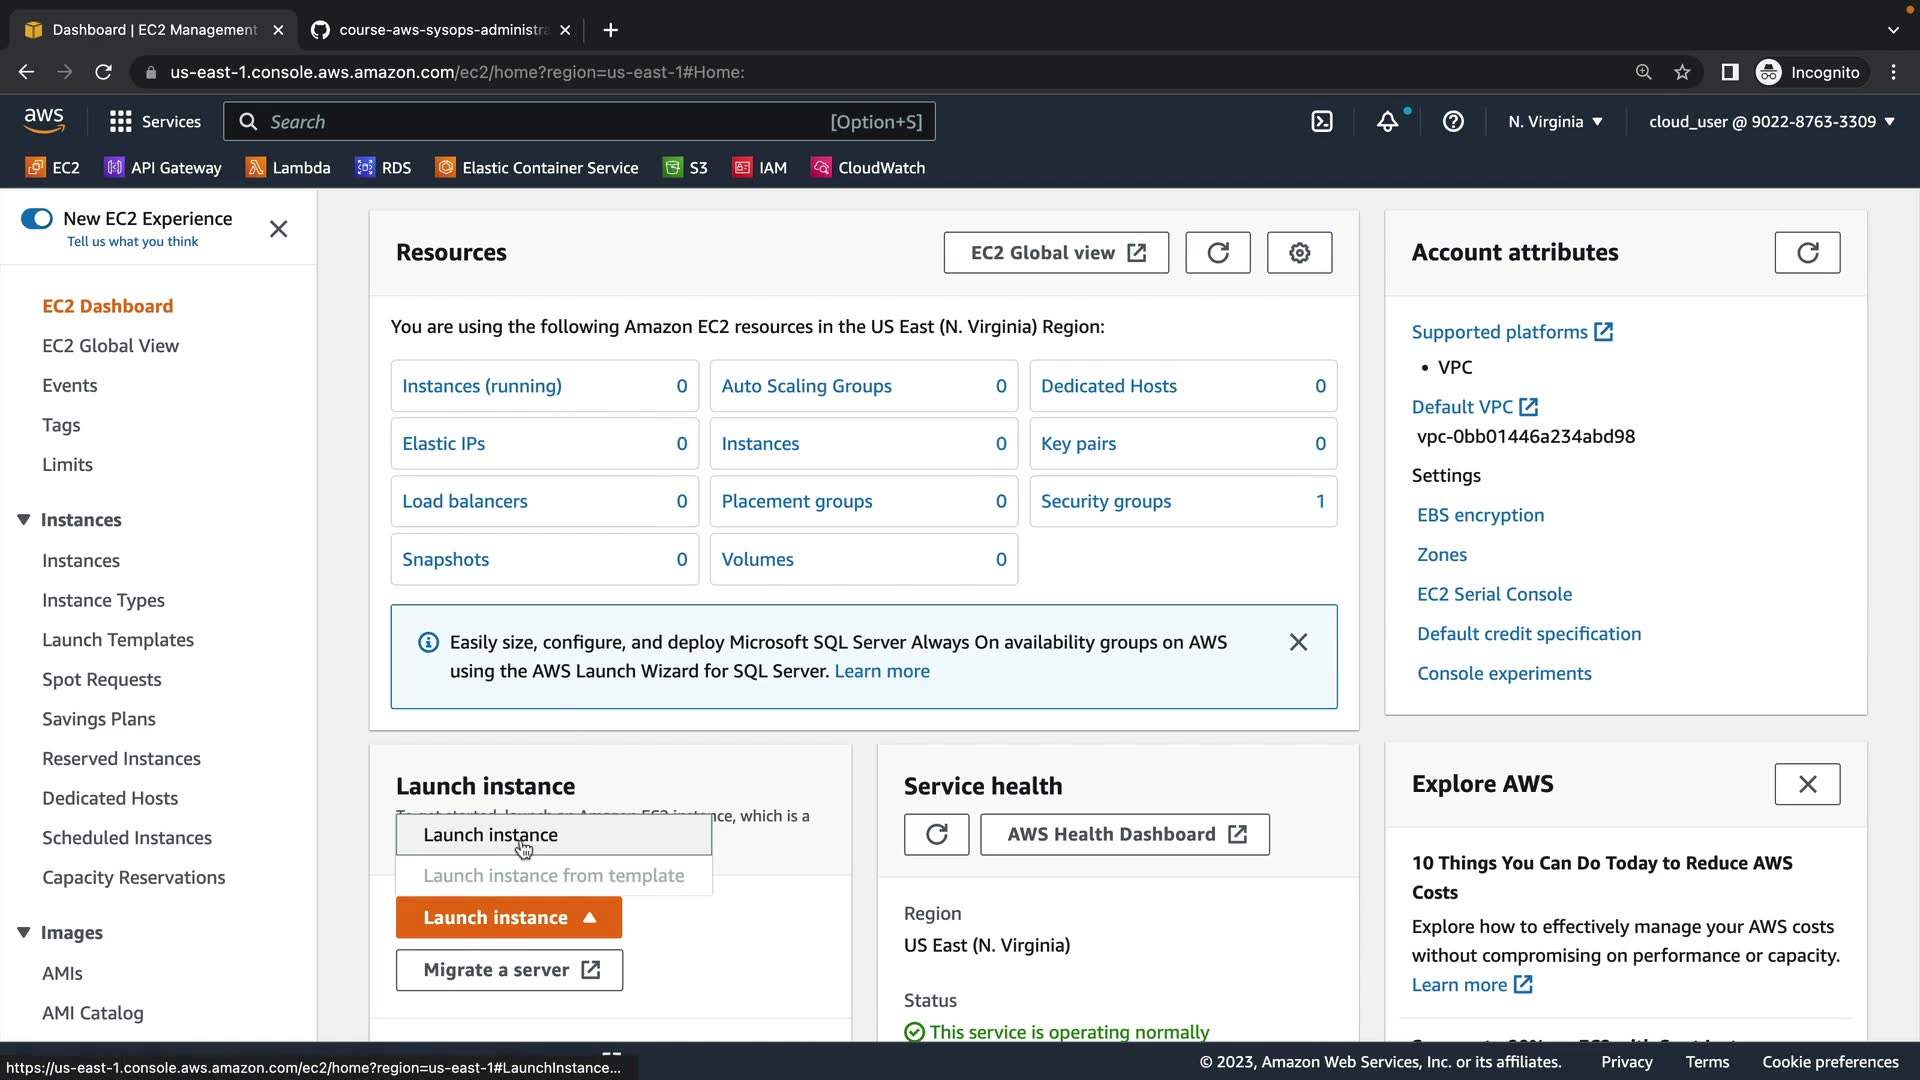 Dashboard | EC2 Management
course-aws-sysops-administra
us-east-1.console.aws.amazon.com/ec2/home?region=us-east-1#Home:
Incognito
aws
Services
Search
[Option+S]
N. Virginia
cloud_user @ 9022-8763-3309
EC2
API Gateway
Lambda
RDS
Elastic Container Service
S3
IAM
CloudWatch
New EC2 Experience
Tell us what you think
EC2 Dashboard
EC2 Global View
Events
Tags
Limits
Instances
Instances
Instance Types
Launch Templates
Spot Requests
Savings Plans
Reserved Instances
Dedicated Hosts
Scheduled Instances
Capacity Reservations
Images
AMIs
AMI Catalog
Resources
EC2 Global view
You are using the following Amazon EC2 resources in the US East (N. Virginia) Region:
Instances (running) 0
Auto Scaling Groups 0
Dedicated Hosts 0
Elastic IPs 0
Instances 0
Key pairs 0
Load balancers 0
Placement groups 0
Security groups 1
Snapshots 0
Volumes 0
Easily size, configure, and deploy Microsoft SQL Server Always On availability groups on AWS
using the AWS Launch Wizard for SQL Server. Learn more
Launch instance
To get started, launch an Amazon EC2 instance, which is a
Launch instance
Launch instance from template
Launch instance
Migrate a server
Service health
AWS Health Dashboard
Region
US East (N. Virginia)
Status
This service is operating normally
Account attributes
Supported platforms
• VPC
Default VPC
vpc-0bb01446a234abd98
Settings
EBS encryption
Zones
EC2 Serial Console
Default credit specification
Console experiments
Explore AWS
10 Things You Can Do Today to Reduce AWS
Costs
Explore how to effectively manage your AWS costs
without compromising on performance or capacity.
Learn more
https://us-east-1.console.aws.amazon.com/ec2/home?region=us-east-1#LaunchInstance...
© 2023, Amazon Web Services, Inc. or its affiliates.
Privacy
Terms
Cookie preferences